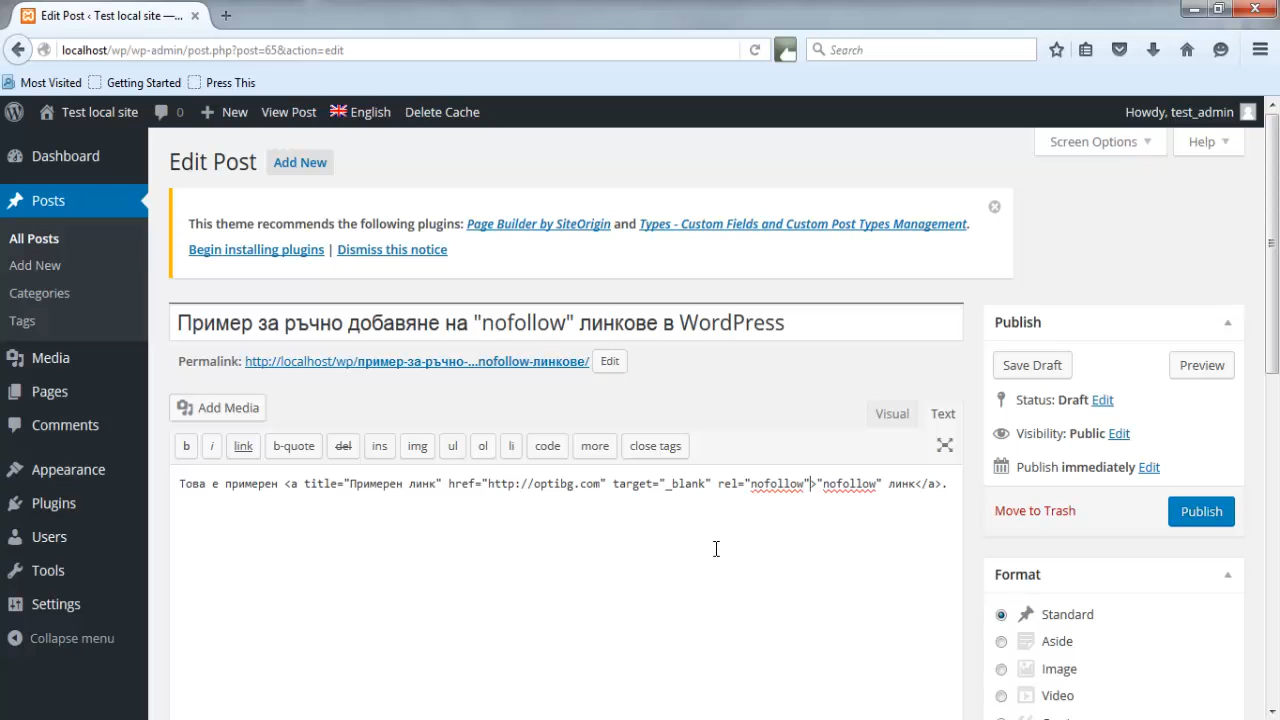 Edit Post ‹ Test local site —...
localhost/wp/wp-admin/post.php?post=65&action=edit
Search
Most Visited
Getting Started
Press This
Test local site
0
New
View Post
English
Delete Cache
Howdy, test_admin
Dashboard
Posts
All Posts
Add New
Categories
Tags
Media
Pages
Comments
Appearance
Plugins
Users
Tools
Settings
Collapse menu
Screen Options
Help
Edit Post
Add New
This theme recommends the following plugins: Page Builder by SiteOrigin and Types - Custom Fields and Custom Post Types Management.
Begin installing plugins | Dismiss this notice
Пример за ръчно добавяне на "nofollow" линкове в WordPress
Permalink: http://localhost/wp/пример-за-ръчно-...nofollow-линкове/
Edit
Add Media
Visual
Text
b
i
link
b-quote
del
ins
img
ul
ol
li
code
more
close tags
Това е примерен <a title="Примерен линк" href="http://optibg.com" target="_blank" rel="nofollow">"nofollow" линк</a>.
Publish
Save Draft
Preview
Status: Draft Edit
Visibility: Public Edit
Publish immediately Edit
Move to Trash
Publish
Format
Standard
Aside
Image
Video